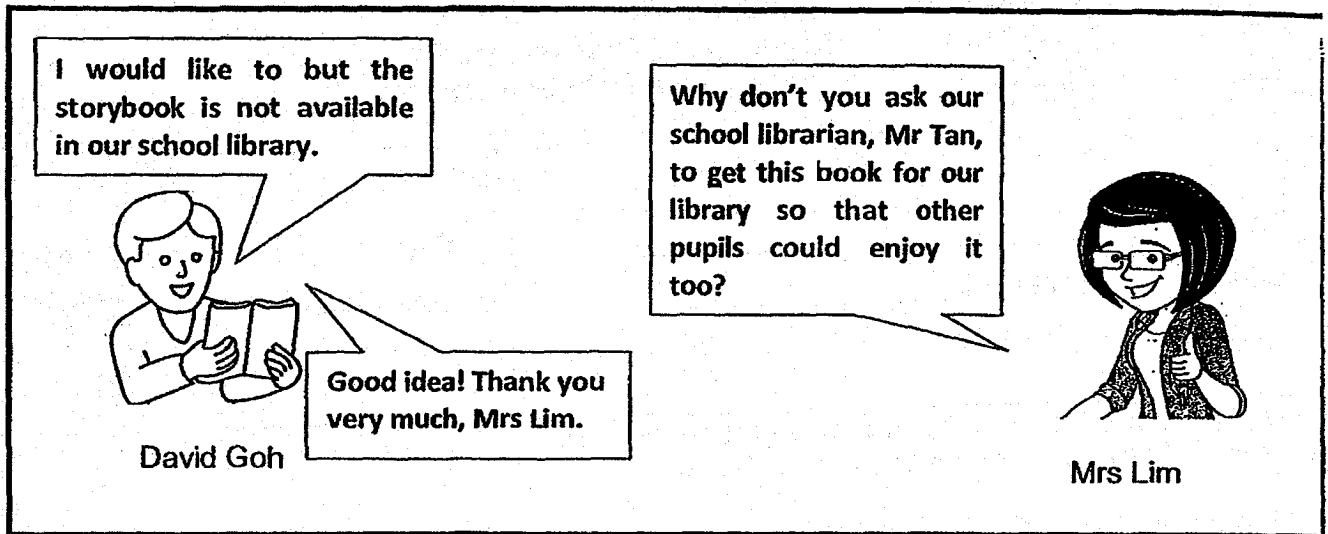 I would like to but the
storybook is not available
in our school library.
Why don't you ask our
school librarian, Mr Tan,
to get this book for our
library so that other
pupils could enjoy it
too?
Good idea! Thank you
very much, Mrs Lim.
David Goh
Mrs Lim